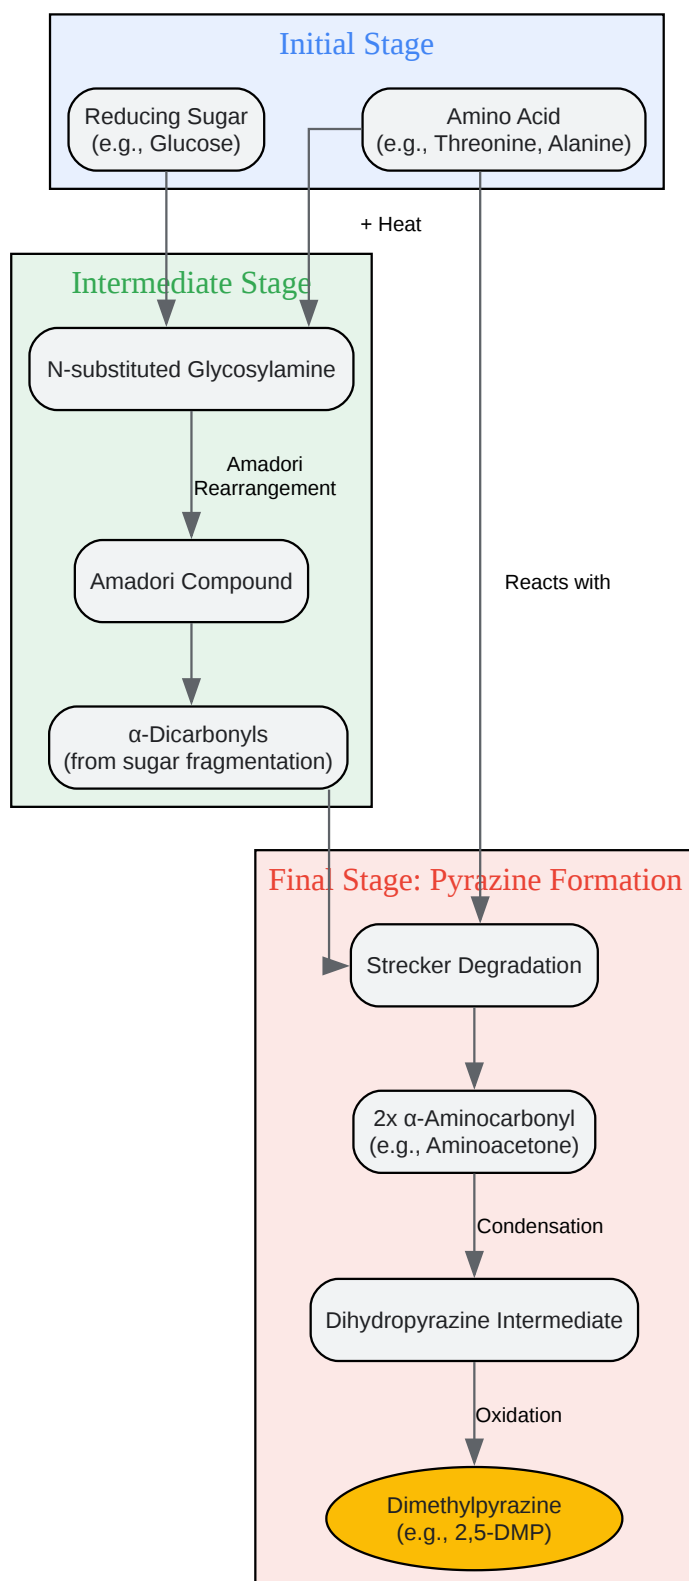 Initial Stage
Reducing Sugar
(e.g., Glucose)
Amino Acid
(e.g., Threonine, Alanine)
+ Heat
Intermediate Stage
N-substituted Glycosylamine
Amadori
Rearrangement
Amadori Compound
Reacts with
α-Dicarbonyls
(from sugar fragmentation)
Final Stage: Pyrazine Formation
Strecker Degradation
2x α-Aminocarbonyl
(e.g., Aminoacetone)
Condensation
Dihydropyrazine Intermediate
Oxidation
Dimethylpyrazine
(e.g., 2,5-DMP)